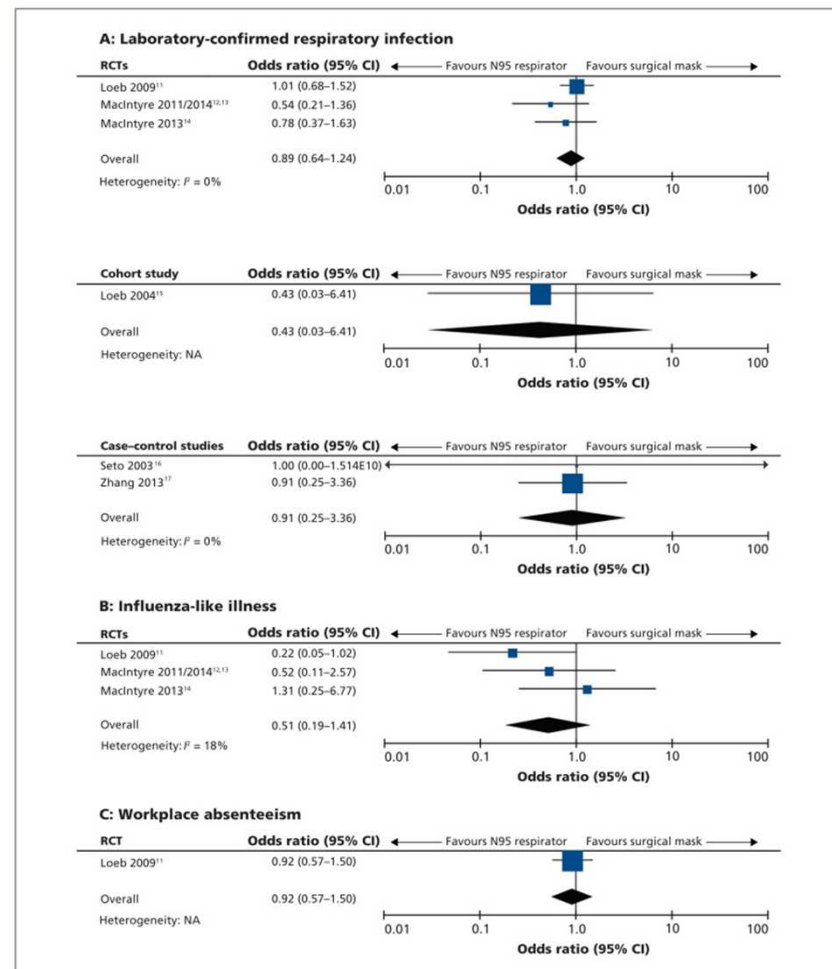 A: Laboratory-confirmed respiratory infection
RCTs Odds ratio (95% CI) Favours N95 respirator Favours surgical mask
Loeb 2009¹¹ 1.01 (0.68–1.52)
MacIntyre 2011/2014¹²,¹³ 0.54 (0.21–1.36)
MacIntyre 2013¹⁴ 0.78 (0.37–1.63)
Overall 0.89 (0.64–1.24)
Heterogeneity: I² = 0%
0.01 0.1 1.0 10 100
Odds ratio (95% CI)
Cohort study Odds ratio (95% CI) Favours N95 respirator Favours surgical mask
Loeb 2004¹⁵ 0.43 (0.03–6.41)
Overall 0.43 (0.03–6.41)
Heterogeneity: NA
0.01 0.1 1.0 10 100
Odds ratio (95% CI)
Case–control studies Odds ratio (95% CI) Favours N95 respirator Favours surgical mask
Seto 2003¹⁶ 1.00 (0.00–1.514E10)
Zhang 2013¹⁷ 0.91 (0.25–3.36)
Overall 0.91 (0.25–3.36)
Heterogeneity: I² = 0%
0.01 0.1 1.0 10 100
Odds ratio (95% CI)
B: Influenza-like illness
RCTs Odds ratio (95% CI) Favours N95 respirator Favours surgical mask
Loeb 2009¹¹ 0.22 (0.05–1.02)
MacIntyre 2011/2014¹²,¹³ 0.52 (0.11–2.57)
MacIntyre 2013¹⁴ 1.31 (0.25–6.77)
Overall 0.51 (0.19–1.41)
Heterogeneity: I² = 18%
0.01 0.1 1.0 10 100
Odds ratio (95% CI)
C: Workplace absenteeism
RCT Odds ratio (95% CI) Favours N95 respirator Favours surgical mask
Loeb 2009¹¹ 0.92 (0.57–1.50)
Overall 0.92 (0.57–1.50)
Heterogeneity: NA
0.01 0.1 1.0 10 100
Odds ratio (95% CI)